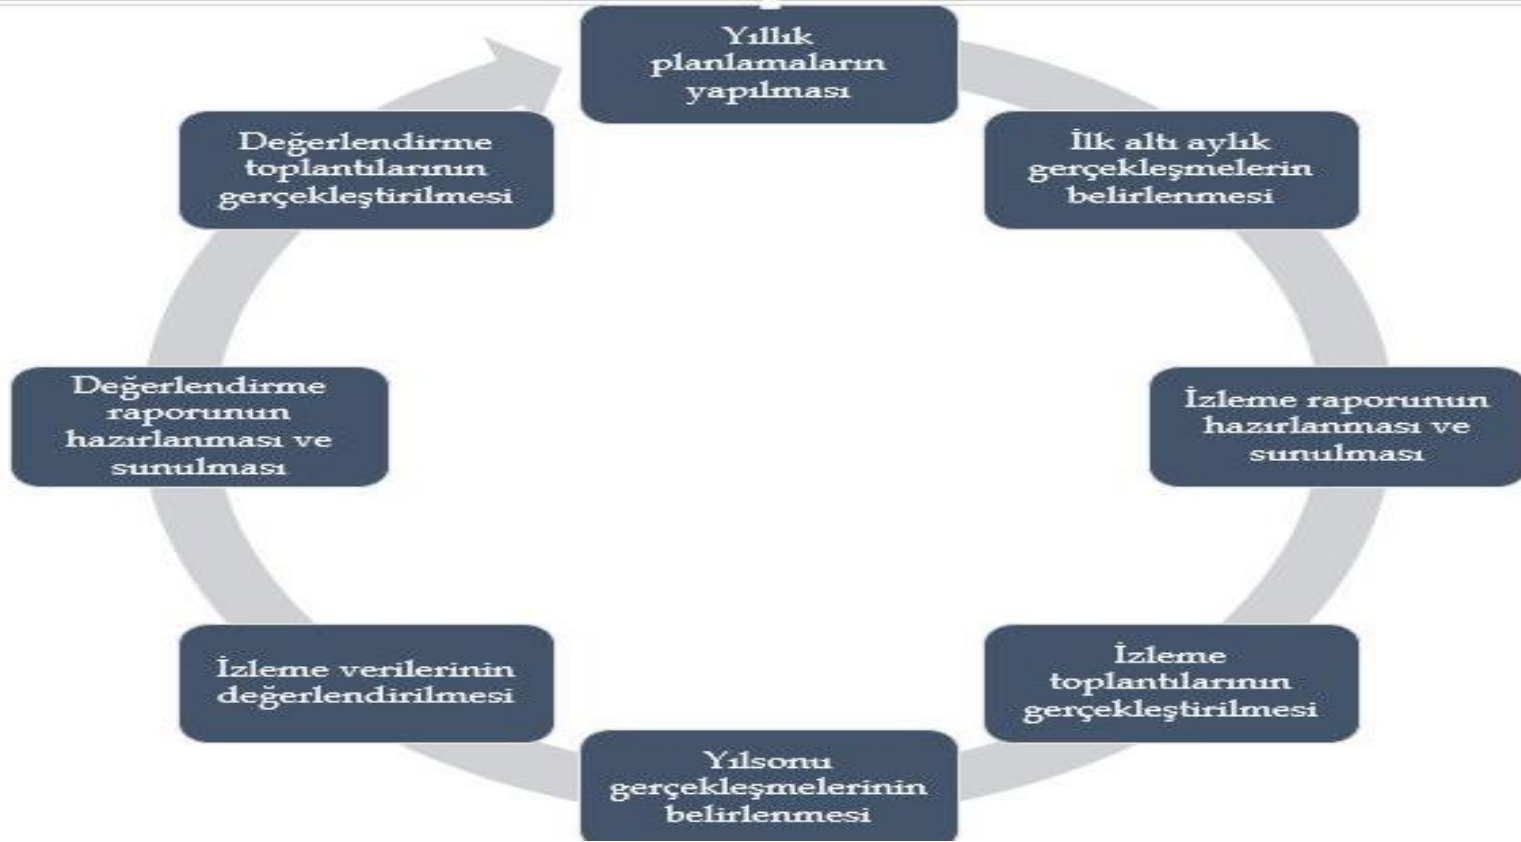 Yıllık
planlamaların
yapılması
İlk altı aylık
gerçekleşmelerin
belirlenmesi
İzleme raporunun
hazırlanması ve
sunulması
İzleme
toplantılarının
gerçekleştirilmesi
Yılsonu
gerçekleşmelerinin
belirlenmesi
İzleme verilerinin
değerlendirilmesi
Değerlendirme
raporunun
hazırlanması ve
sunulması
Değerlendirme
toplantılarının
gerçekleştirilmesi